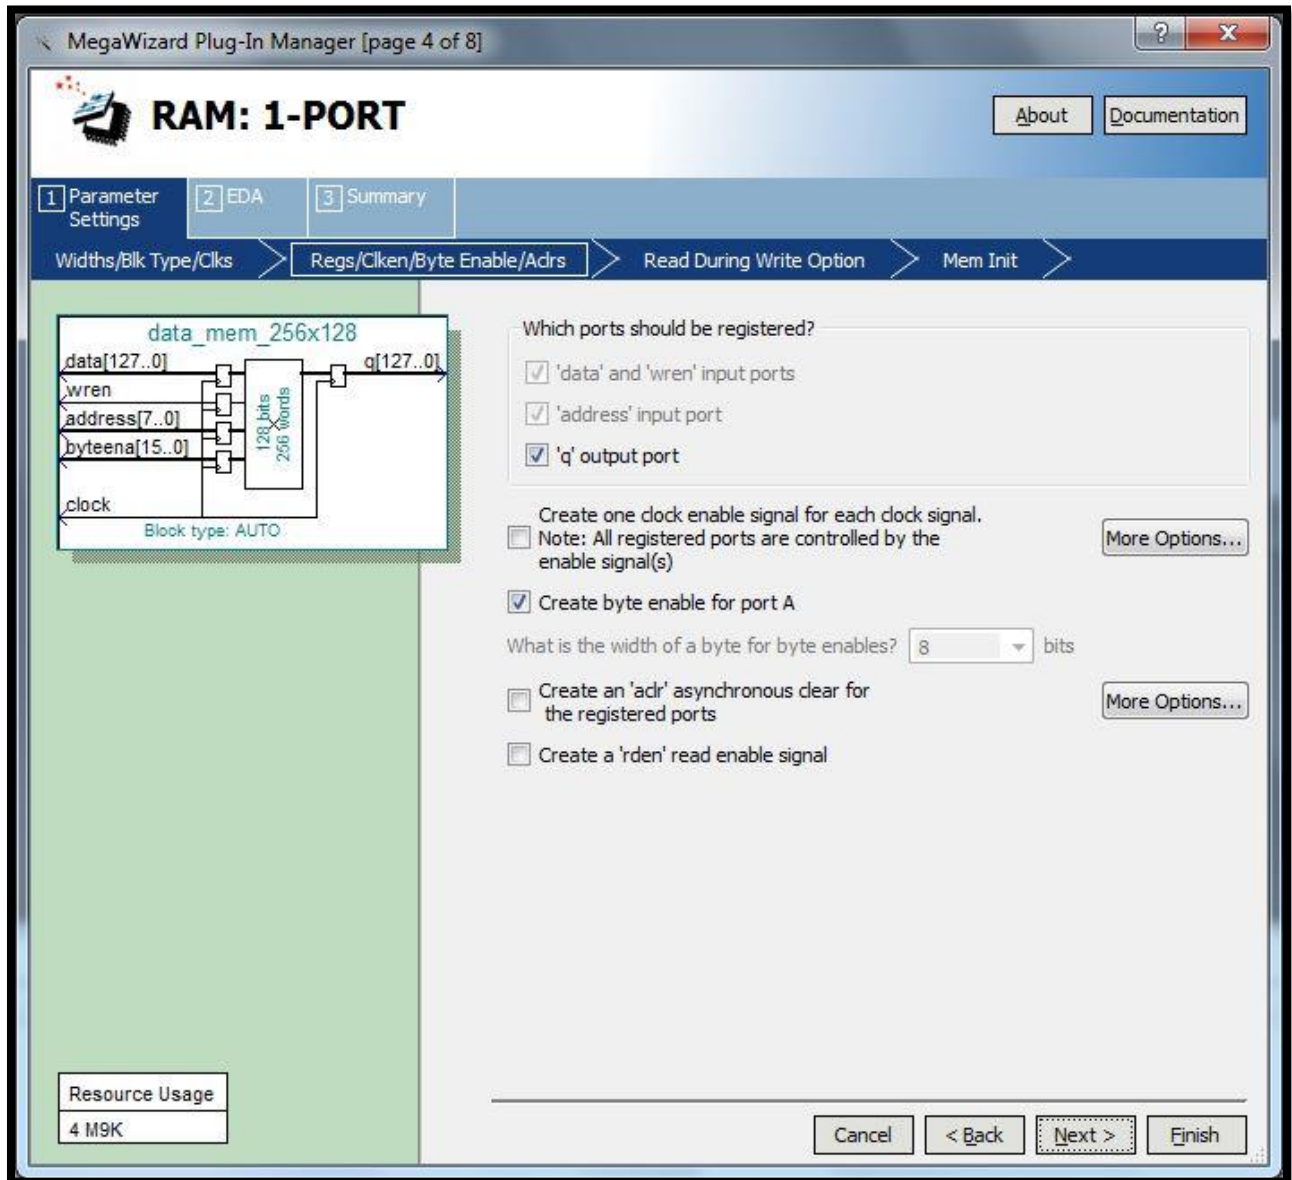 MegaWizard Plug-In Manager [page 4 of 8]
?
X
RAM: 1-PORT
About
Documentation
1 Parameter
Settings
2 EDA
3 Summary
Widths/Blk Type/Clks
Regs/Clken/Byte Enable/Aclrs
Read During Write Option
Mem Init
data_mem_256x128
data[127..0]
q[127..0]
wren
address[7..0]
byteena[15..0]
128 bits
256 words
clock
Block type: AUTO
Which ports should be registered?
'data' and 'wren' input ports
'address' input port
'q' output port
Create one clock enable signal for each clock signal.
Note: All registered ports are controlled by the
enable signal(s)
More Options...
Create byte enable for port A
What is the width of a byte for byte enables? 8 bits
Create an 'aclr' asynchronous clear for
the registered ports
More Options...
Create a 'rden' read enable signal
Resource Usage
4 M9K
Cancel
< Back
Next >
Finish